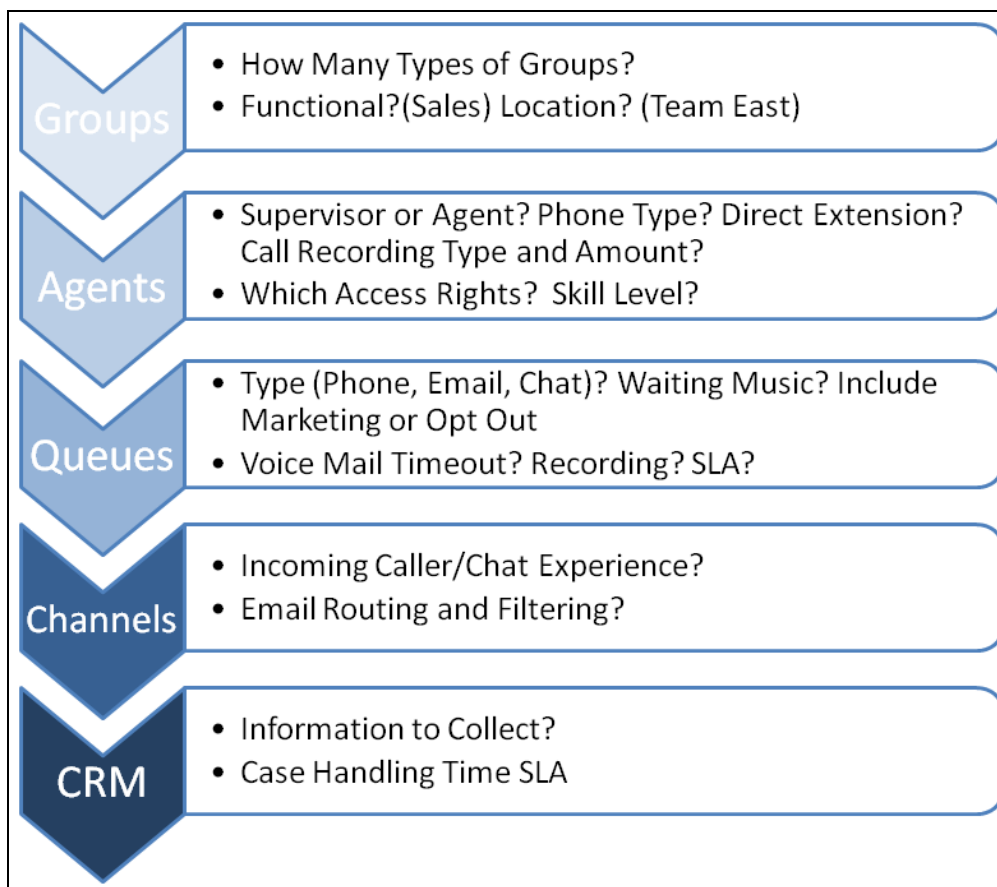 Groups
• How Many Types of Groups?
• Functional?(Sales) Location? (Team East)
Agents
• Supervisor or Agent? Phone Type? Direct Extension?
Call Recording Type and Amount?
• Which Access Rights?  Skill Level?
Queues
• Type (Phone, Email, Chat)? Waiting Music? Include
Marketing or Opt Out
• Voice Mail Timeout? Recording? SLA?
Channels
• Incoming Caller/Chat Experience?
• Email Routing and Filtering?
CRM
• Information to Collect?
• Case Handling Time SLA